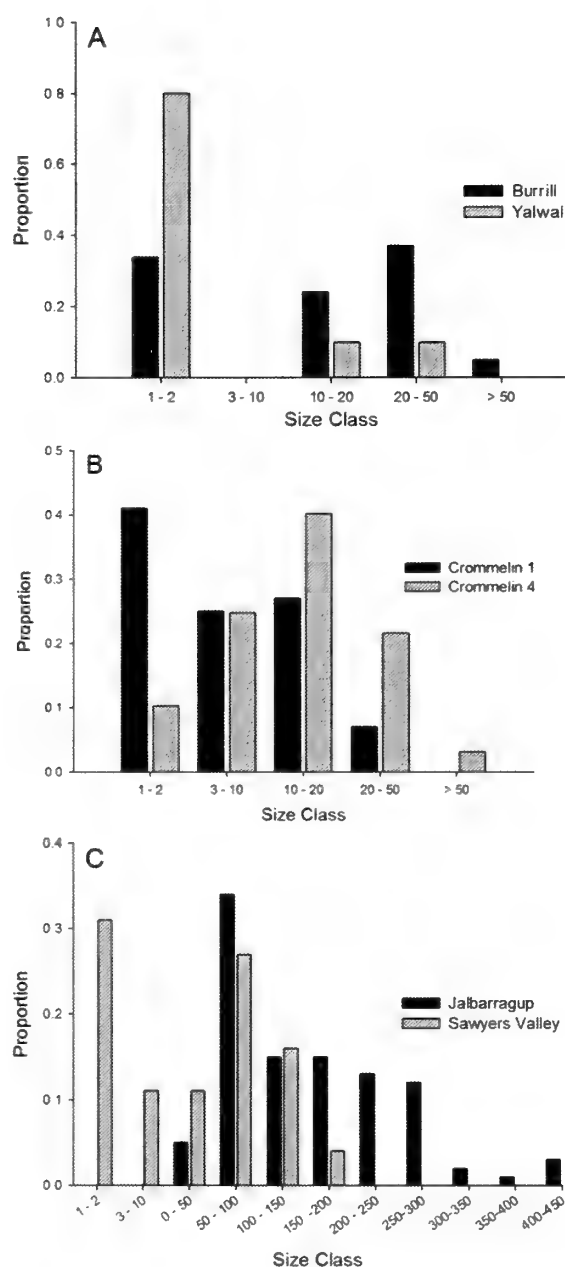 A
1 0
0.8
0.6
0.4
0.2
0.0
Proportion
Burrill
Yalwal
1 - 2
3 - 10
10 - 20
20 - 50
> 50
Size Class
B
0.5
0.4
0.3
0.2
0.1
0.0
Proportion
Crommelin 1
Crommelin 4
1 - 2
3 - 10
10 - 20
20 - 50
> 50
Size Class
C
0.4
0.3
0.2
0.1
0.0
Proportion
Jalbarragup
Sawyers Valley
1 - 2
3 - 10
0 - 50
50 - 100
100 - 150
150 -200
200 - 250
250-300
300-350
350-400
400-450
Size Class